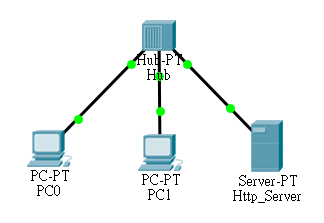 Hub-PT
Hub
PC-PT
PC0
PC-PT
PC1
Server-PT
Http_Server